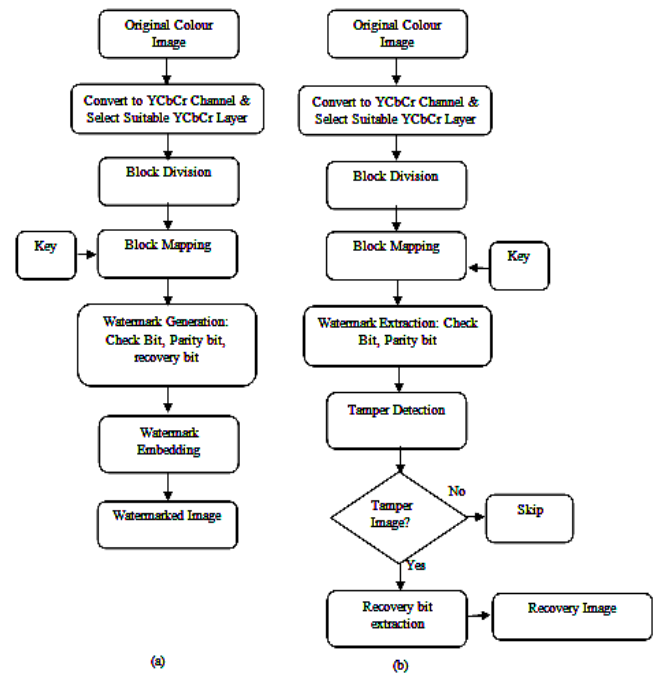 Original Colour
Image
Convert to YCbCr Channel &
Select Suitable YCbCr Layer
Block Division
Key
Block Mapping
Watermark Generation:
Check Bit, Parity bit,
recovery bit
Watermark
Embedding
Watermarked Image
(a)
Original Colour
Image
Convert to YCbCr Channel &
Select Suitable YCbCr Layer
Block Division
Block Mapping
Key
Watermark Extraction: Check
Bit, Parity bit
Tamper Detection
Tamper
Image?
No
Skip
Yes
Recovery bit
extraction
Recovery Image
(b)